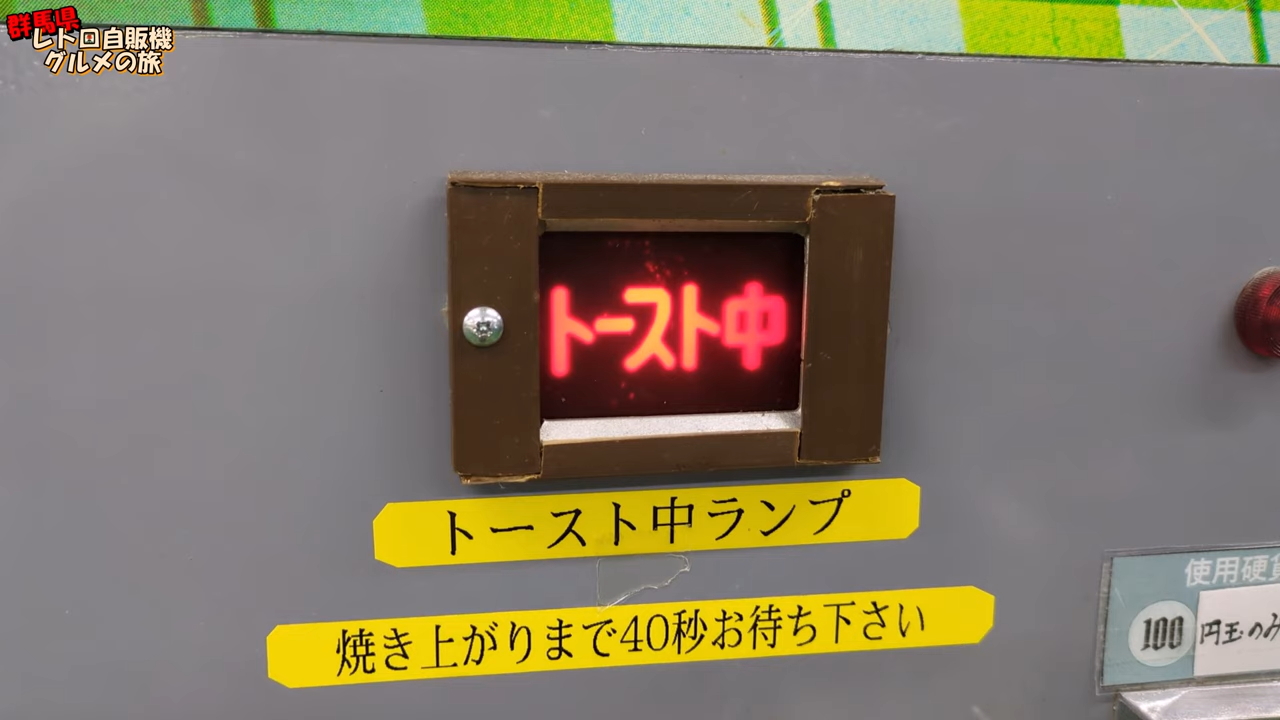 群馬県
レトロ自販機
グルメの旅
トースト中
トースト中ランプ
焼き上がりまで40秒お待ち下さい
使用硬貨
100
円玉のみ